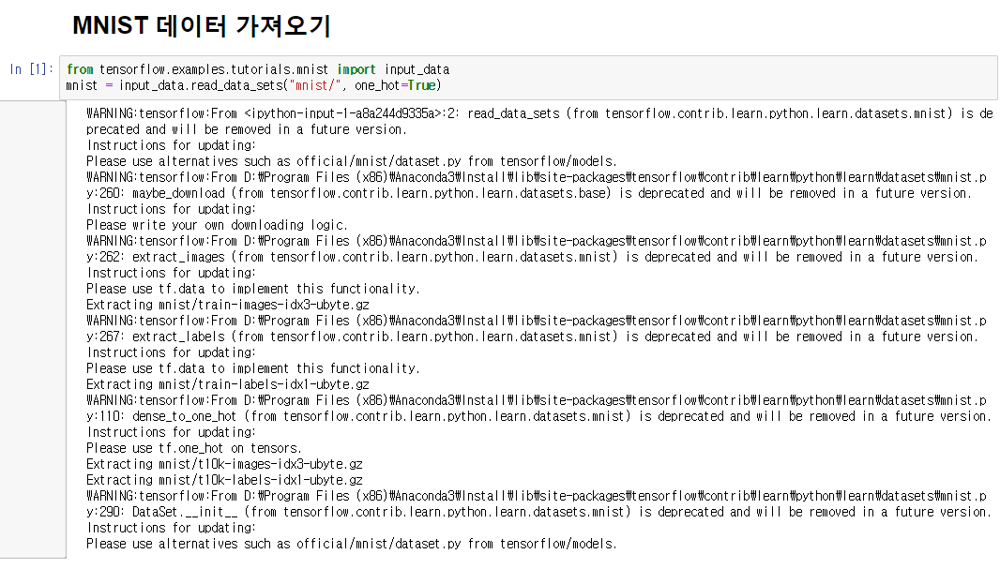 MNIST 데이터 가져오기
In [1]: from tensorflow.examples.tutorials.mnist import input_data
mnist = input_data.read_data_sets("mnist/", one_hot=True)
WARNING:tensorflow:From <ipython-input-1-a8a244d9335a>:2: read_data_sets (from tensorflow.contrib.learn.python.learn.datasets.mnist) is de
precated and will be removed in a future version.
Instructions for updating:
Please use alternatives such as official/mnist/dataset.py from tensorflow/models.
WARNING:tensorflow:From D:₩Program Files (x86)₩Anaconda3₩Install₩lib₩site-packages₩tensorflow₩contrib₩learn₩python₩learn₩datasets₩mnist.p
y:260: maybe_download (from tensorflow.contrib.learn.python.learn.datasets.base) is deprecated and will be removed in a future version.
Instructions for updating:
Please write your own downloading logic.
WARNING:tensorflow:From D:₩Program Files (x86)₩Anaconda3₩Install₩lib₩site-packages₩tensorflow₩contrib₩learn₩python₩learn₩datasets₩mnist.p
y:262: extract_images (from tensorflow.contrib.learn.python.learn.datasets.mnist) is deprecated and will be removed in a future version.
Instructions for updating:
Please use tf.data to implement this functionality.
Extracting mnist/train-images-idx3-ubyte.gz
WARNING:tensorflow:From D:₩Program Files (x86)₩Anaconda3₩Install₩lib₩site-packages₩tensorflow₩contrib₩learn₩python₩learn₩datasets₩mnist.p
y:267: extract_labels (from tensorflow.contrib.learn.python.learn.datasets.mnist) is deprecated and will be removed in a future version.
Instructions for updating:
Please use tf.data to implement this functionality.
Extracting mnist/train-labels-idx1-ubyte.gz
WARNING:tensorflow:From D:₩Program Files (x86)₩Anaconda3₩Install₩lib₩site-packages₩tensorflow₩contrib₩learn₩python₩learn₩datasets₩mnist.p
y:110: dense_to_one_hot (from tensorflow.contrib.learn.python.learn.datasets.mnist) is deprecated and will be removed in a future version.
Instructions for updating:
Please use tf.one_hot on tensors.
Extracting mnist/t10k-images-idx3-ubyte.gz
Extracting mnist/t10k-labels-idx1-ubyte.gz
WARNING:tensorflow:From D:₩Program Files (x86)₩Anaconda3₩Install₩lib₩site-packages₩tensorflow₩contrib₩learn₩python₩learn₩datasets₩mnist.p
y:290: DataSet.__init__ (from tensorflow.contrib.learn.python.learn.datasets.mnist) is deprecated and will be removed in a future version.
Instructions for updating:
Please use alternatives such as official/mnist/dataset.py from tensorflow/models.